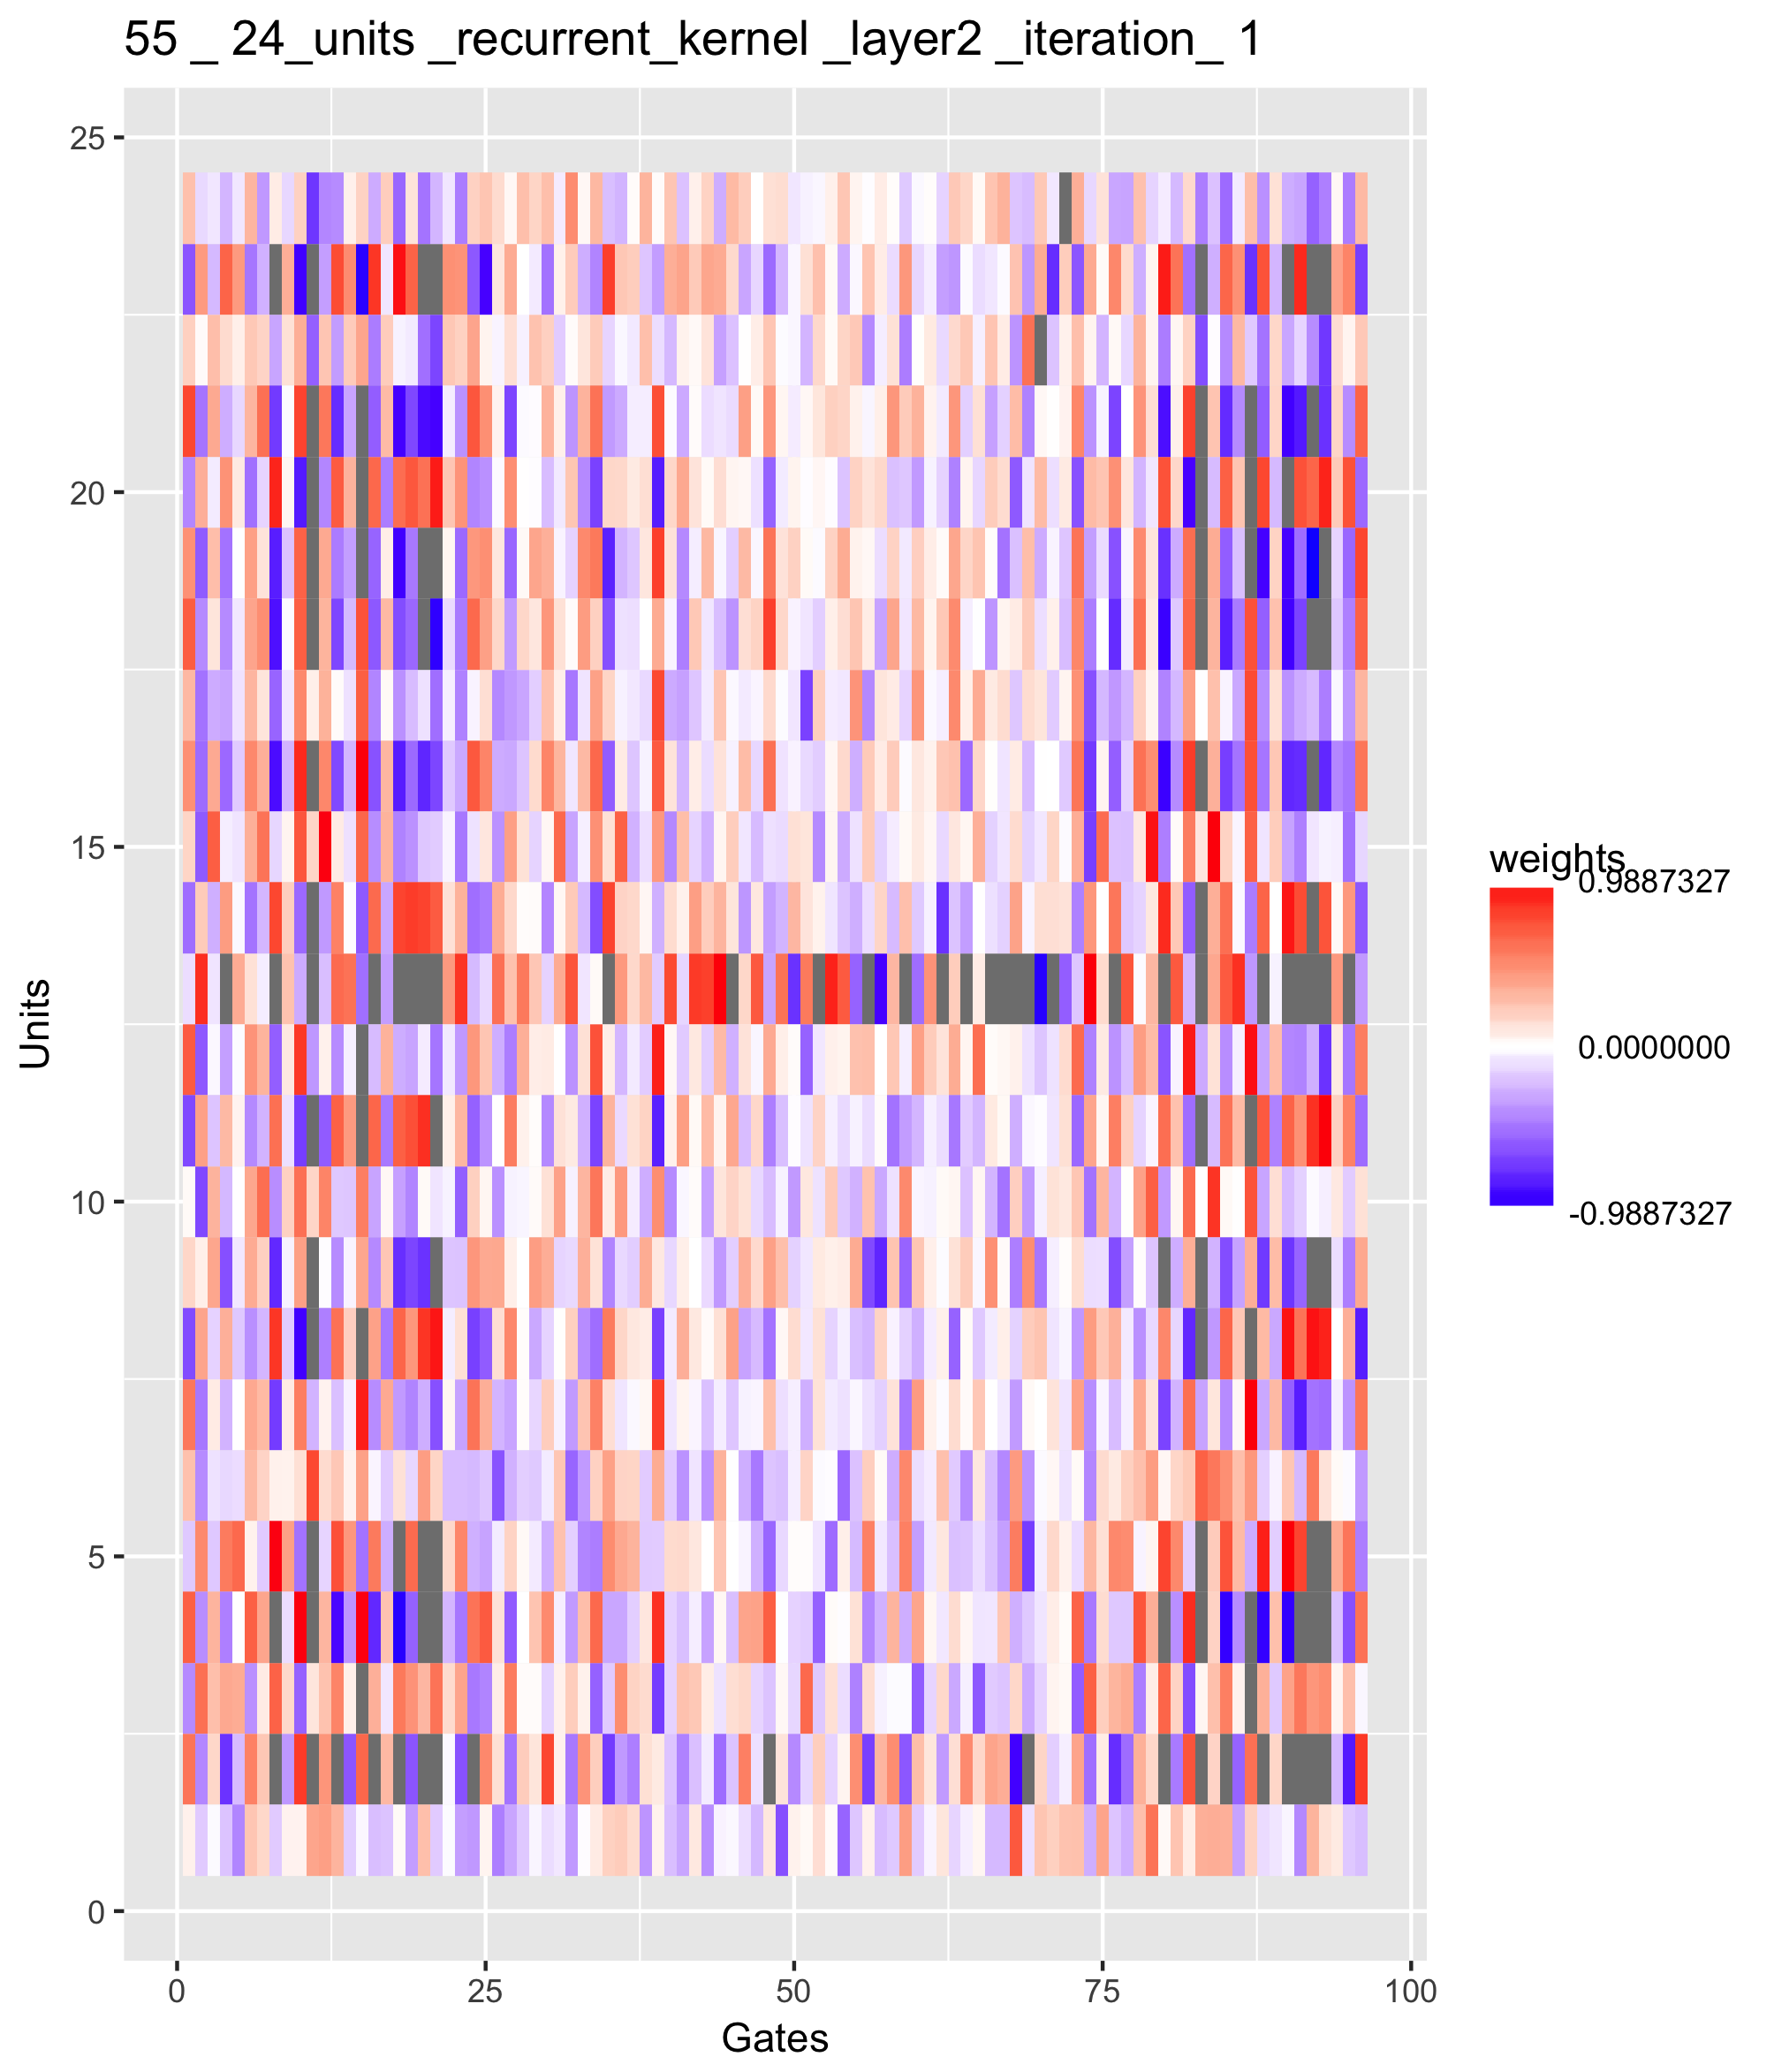 55 _ 24_units _recurrent_kernel _layer2 _iteration_ 1
25
20
15
10
5
0
Units
0 25 50 75 100
Gates
weights
0.9887327
0.0000000
-0.9887327